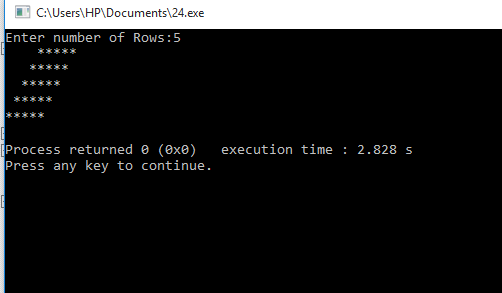 C:\Users\HP\Documents\24.exe
Enter number of Rows:5
    *****
   *****
  *****
 *****
*****
Process returned 0 (0x0)   execution time : 2.828 s
Press any key to continue.